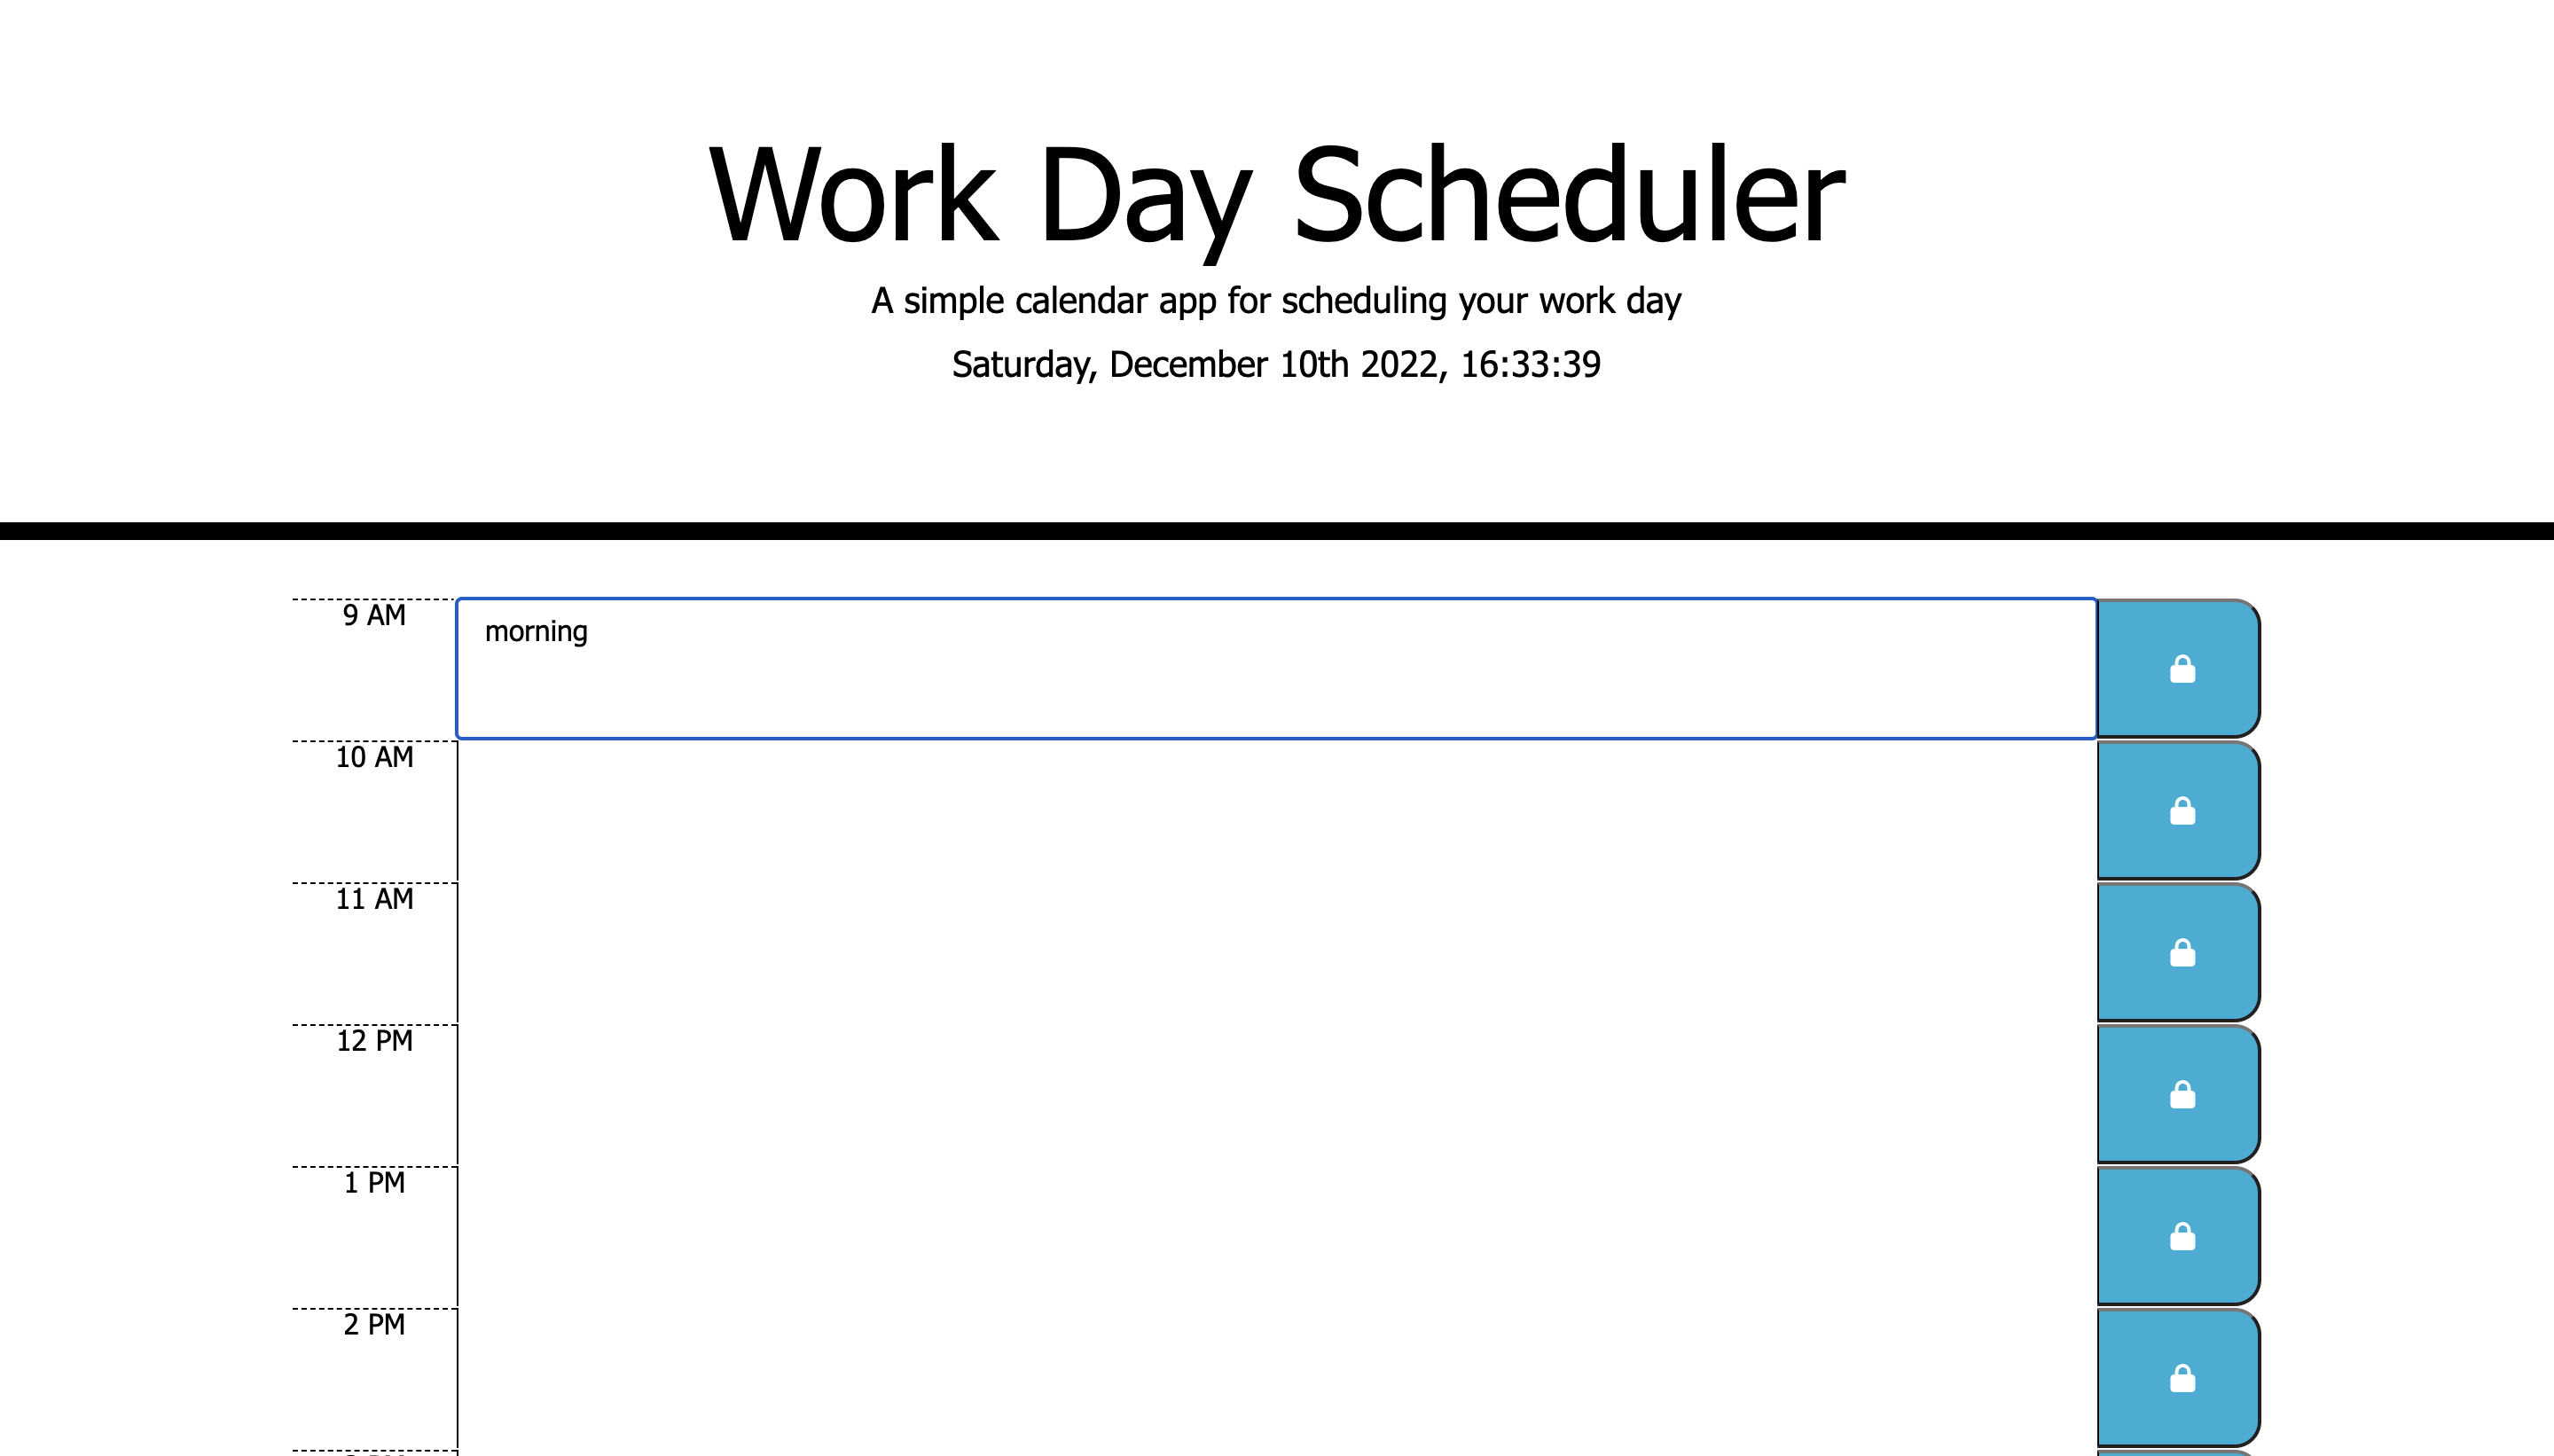 Work Day Scheduler
A simple calendar app for scheduling your work day
Saturday, December 10th 2022, 16:33:39
9 AM
morning
10 AM
11 AM
12 PM
1 PM
2 PM